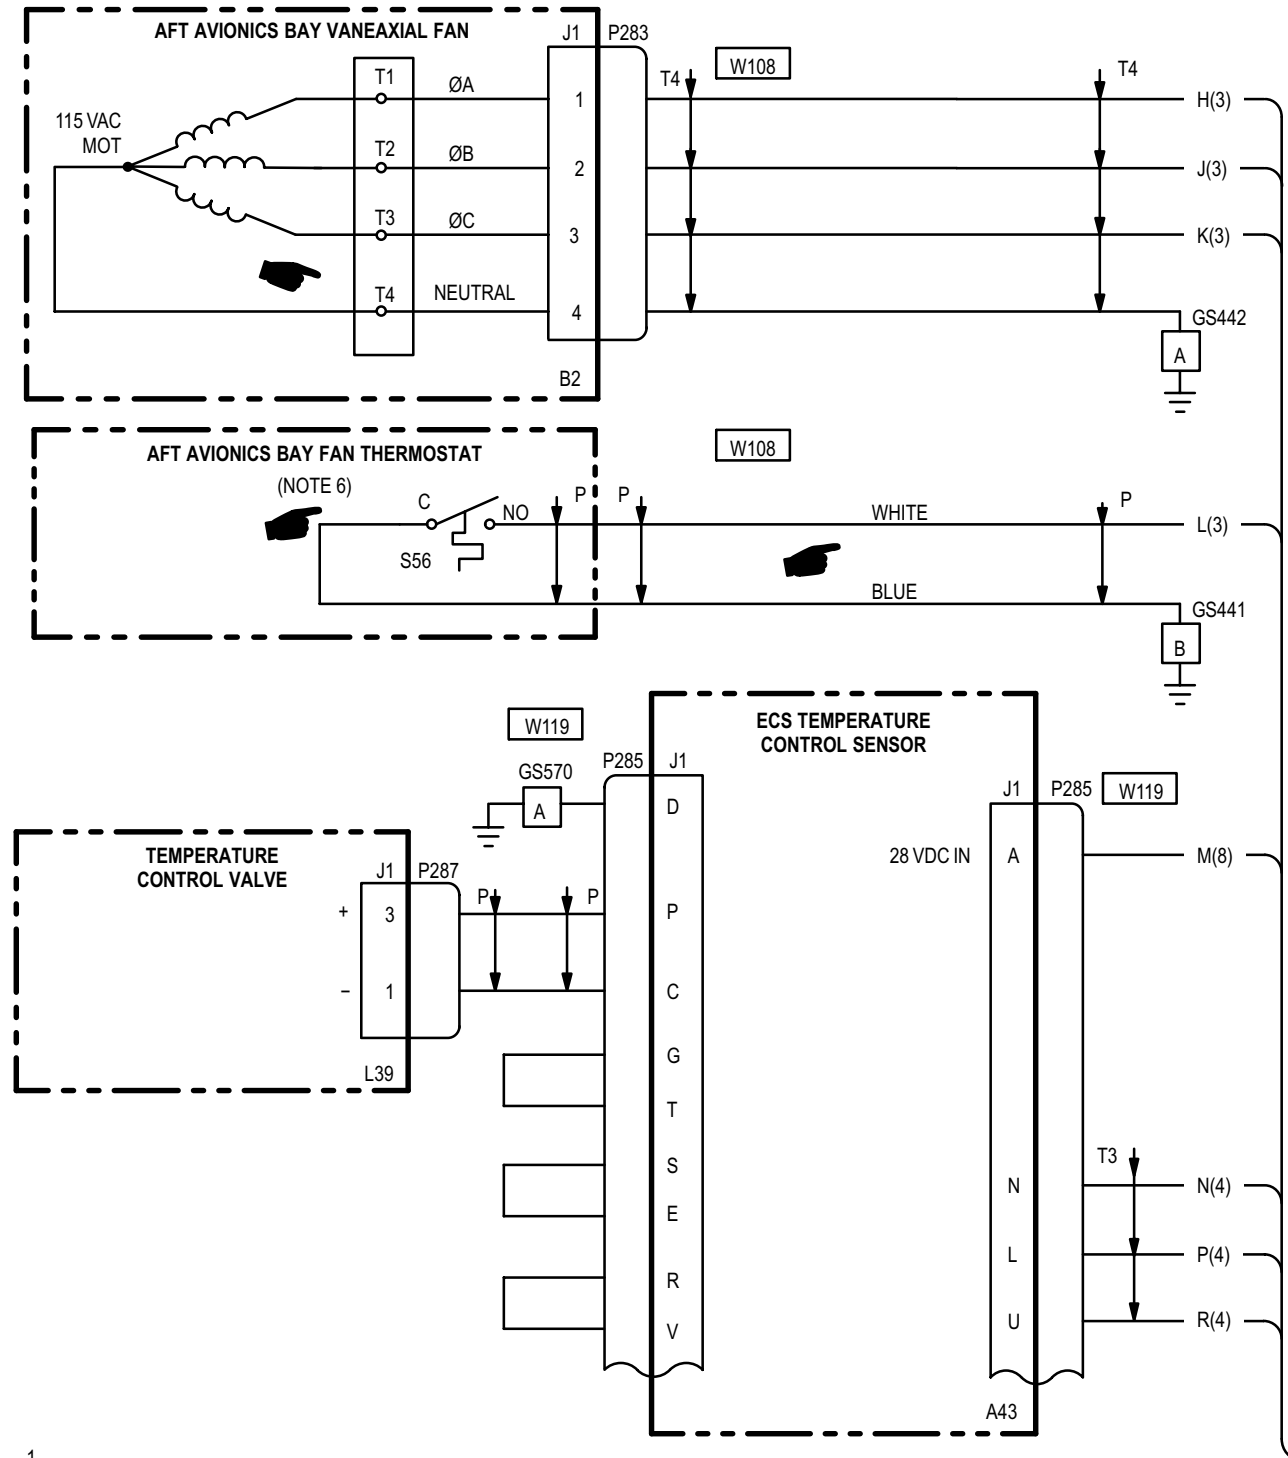 AFT AVIONICS BAY VANEAXIAL FAN
J1
P283
W108
T4
T4
T1
ØA
1
H(3)
115 VAC
MOT
T2
ØB
2
J(3)
T3
ØC
3
K(3)
T4
NEUTRAL
4
GS442
A
B2
AFT AVIONICS BAY FAN THERMOSTAT
(NOTE 6)
W108
C
NO
P
P
P
WHITE
L(3)
S56
BLUE
GS441
B
W119
ECS TEMPERATURE
CONTROL SENSOR
P285
J1
GS570
A
D
J1
P285
W119
TEMPERATURE
CONTROL VALVE
J1
P287
28 VDC IN
A
M(8)
+
3
P
P
P
−
1
C
G
L39
T
S
T3
N
N(4)
E
L
P(4)
R
U
R(4)
V
A43
1